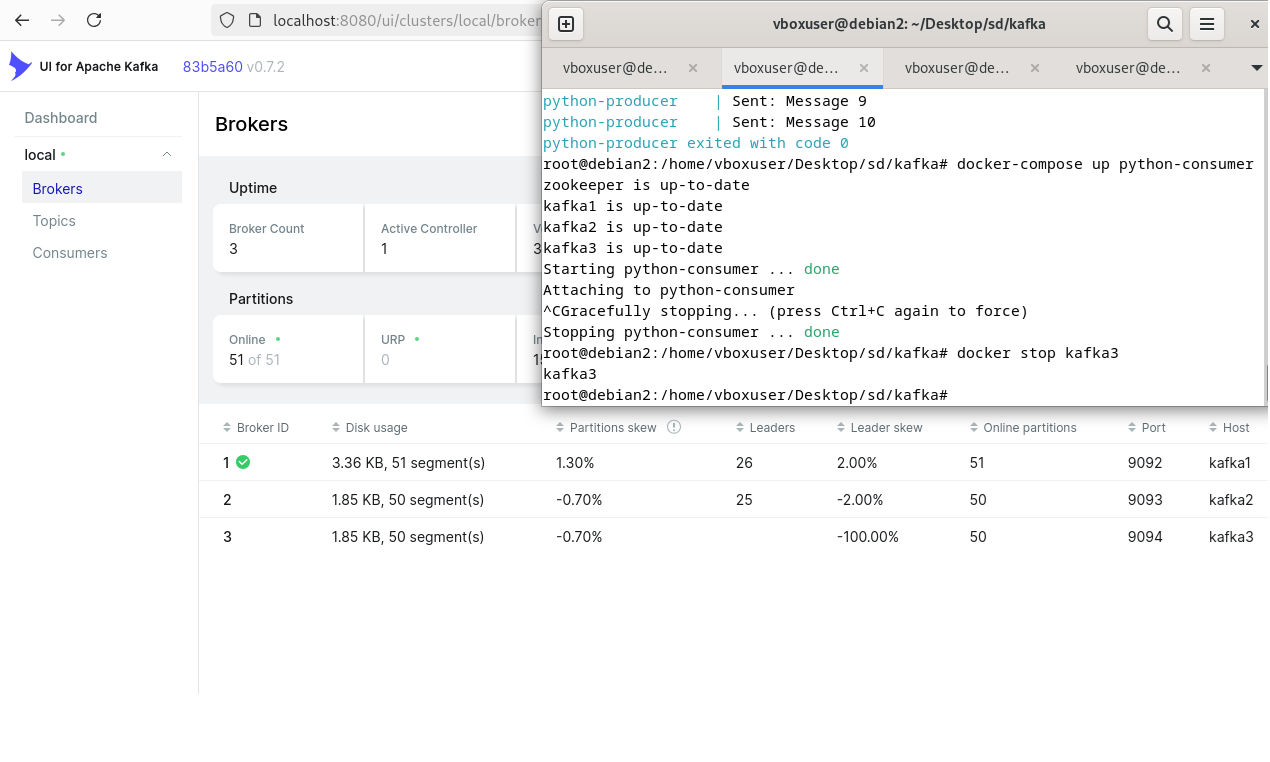 localhost:8080/ui/clusters/local/broker
UI for Apache Kafka 83b5a60 v0.7.2
Dashboard
local
Brokers
Topics
Consumers
Brokers
Uptime
Broker Count
3
Active Controller
1
V
3
Partitions
Online
51 of 51
URP
0
In
15
vboxuser@debian2: ~/Desktop/sd/kafka
vboxuser@de... vboxuser@de... vboxuser@de... vboxuser@de...
python-producer | Sent: Message 9
python-producer | Sent: Message 10
python-producer exited with code 0
root@debian2:/home/vboxuser/Desktop/sd/kafka# docker-compose up python-consumer
zookeeper is up-to-date
kafka1 is up-to-date
kafka2 is up-to-date
kafka3 is up-to-date
Starting python-consumer ... done
Attaching to python-consumer
^CGracefully stopping... (press Ctrl+C again to force)
Stopping python-consumer ... done
root@debian2:/home/vboxuser/Desktop/sd/kafka# docker stop kafka3
kafka3
root@debian2:/home/vboxuser/Desktop/sd/kafka#
Broker ID Disk usage Partitions skew Leaders Leader skew Online partitions Port Host
1 3.36 KB, 51 segment(s) 1.30% 26 2.00% 51 9092 kafka1
2 1.85 KB, 50 segment(s) -0.70% 25 -2.00% 50 9093 kafka2
3 1.85 KB, 50 segment(s) -0.70% -100.00% 50 9094 kafka3